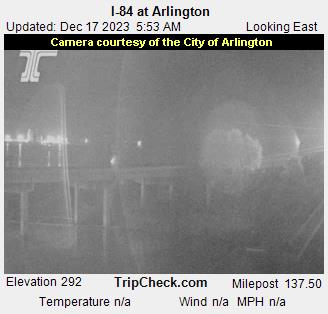 I-84 at Arlington
Updated: Dec 17 2023 5:53 AM Looking East
Camera courtesy of the City of Arlington
Elevation 292 TripCheck.com Milepost 137.50
Temperature n/a Wind n/a MPH n/a